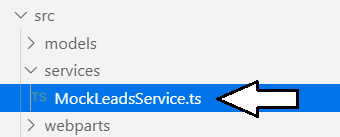 src
models
services
TS MockLeadsService.ts
webparts